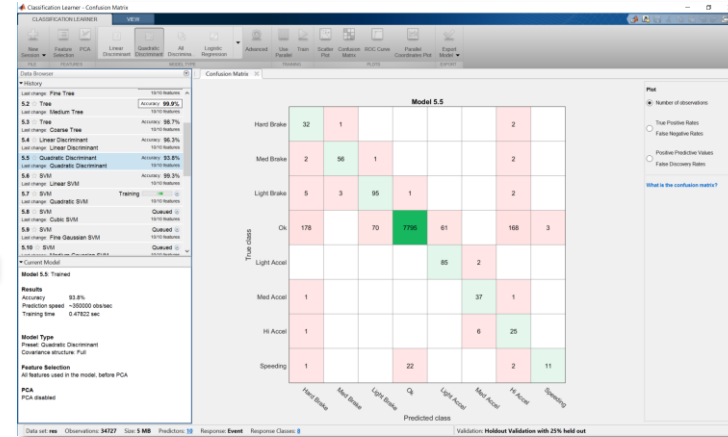 Classification Learner - Confusion Matrix
CLASSIFICATION LEARNER
VIEW
New Session
Feature Selection
PCA
Linear Discriminant
Quadratic Discriminant
All Discrimina...
Logistic Regression
Advanced
Use Parallel
Train
Scatter Plot
Confusion Matrix
ROC Curve
Parallel Coordinates Plot
Export Model
FILE
FEATURES
MODEL TYPE
TRAINING
PLOTS
EXPORT
Data Browser
History
Last change: Fine Tree 10/10 features
5.2 Tree Accuracy: 99.9%
Last change: Medium Tree 10/10 features
5.3 Tree Accuracy: 98.7%
Last change: Coarse Tree 10/10 features
5.4 Linear Discriminant Accuracy: 96.3%
Last change: Linear Discriminant 10/10 features
5.5 Quadratic Discriminant Accuracy: 93.8%
Last change: Quadratic Discriminant 10/10 features
5.6 SVM Accuracy: 99.3%
Last change: Linear SVM 10/10 features
5.7 SVM Training
Last change: Quadratic SVM 10/10 features
5.8 SVM Queued
Last change: Cubic SVM 10/10 features
5.9 SVM Queued
Last change: Fine Gaussian SVM 10/10 features
5.10 SVM Queued
Current Model
Model 5.5: Trained
Results
Accuracy 93.8%
Prediction speed ~350000 obs/sec
Training time 0.47822 sec
Model Type
Preset: Quadratic Discriminant
Covariance structure: Full
Feature Selection
All features used in the model, before PCA
PCA
PCA disabled
Confusion Matrix
Model 5.5
True class
Hard Brake 32 1 2
Med Brake 2 56 1 2
Light Brake 5 3 95 1 2
Ok 178 70 7795 61 168 3
Light Accel 85 2
Med Accel 1 37 1
Hi Accel 1 6 25
Speeding 1 22 2 11
Hard Brake
Med Brake
Light Brake
Ok
Light Accel
Med Accel
Hi Accel
Speeding
Predicted class
Plot
Number of observations
True Positive Rates
False Negative Rates
Positive Predictive Values
False Discovery Rates
What is the confusion matrix?
Data set: res Observations: 34727 Size: 5 MB Predictors: 10 Response: Event Response Classes: 8
Validation: Holdout Validation with 25% held out